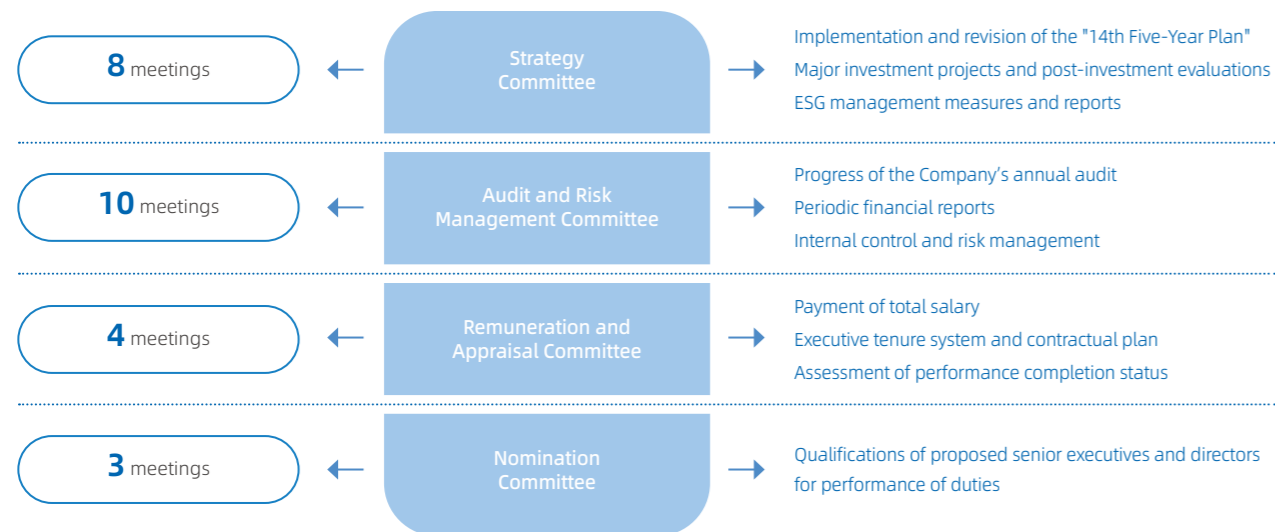 8 meetings
Strategy
Committee
Implementation and revision of the "14th Five-Year Plan"
Major investment projects and post-investment evaluations
ESG management measures and reports
10 meetings
Audit and Risk
Management Committee
Progress of the Company’s annual audit
Periodic financial reports
Internal control and risk management
4 meetings
Remuneration and
Appraisal Committee
Payment of total salary
Executive tenure system and contractual plan
Assessment of performance completion status
3 meetings
Nomination
Committee
Qualifications of proposed senior executives and directors
for performance of duties